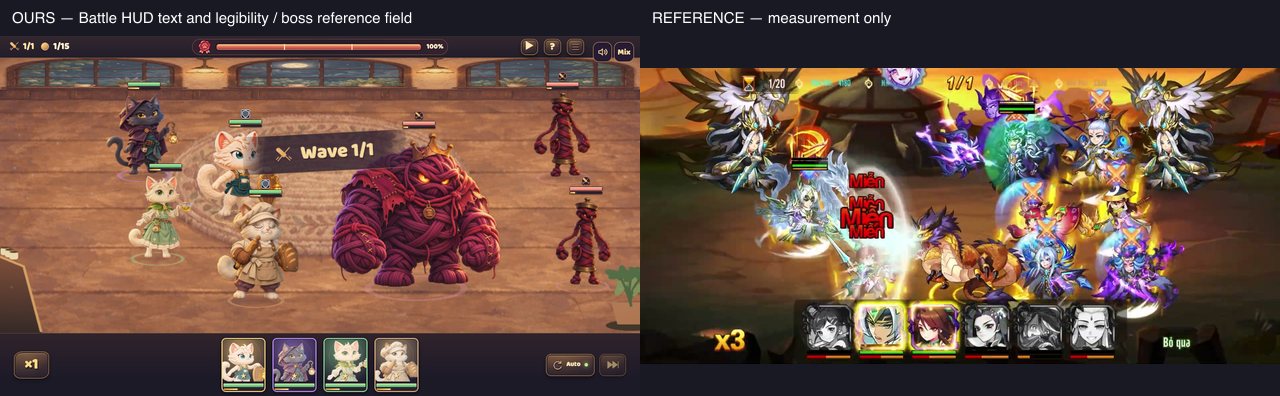 OURS — Battle HUD text and legibility / boss reference field
REFERENCE — measurement only
1/1 1/15
100%
?
Mix
Wave 1/1
×1
Auto
1/20
1/1
Miễn
Miễn
Miễn
Miễn
x3
Bỏ qua